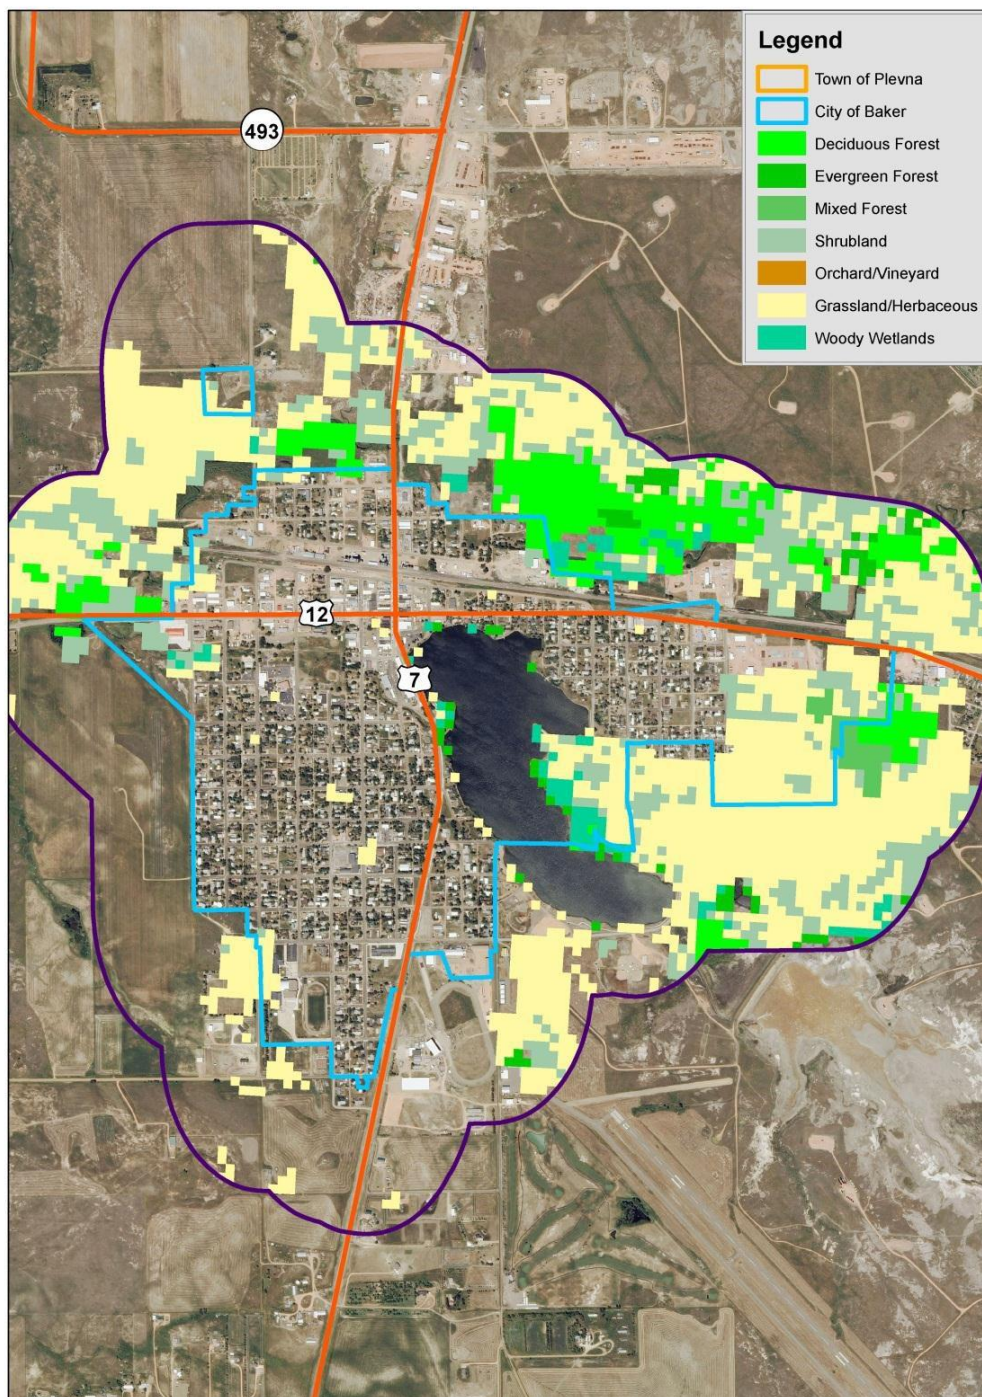 Legend
Town of Plevna
City of Baker
Deciduous Forest
Evergreen Forest
Mixed Forest
Shrubland
Orchard/Vineyard
Grassland/Herbaceous
Woody Wetlands
493
12
7